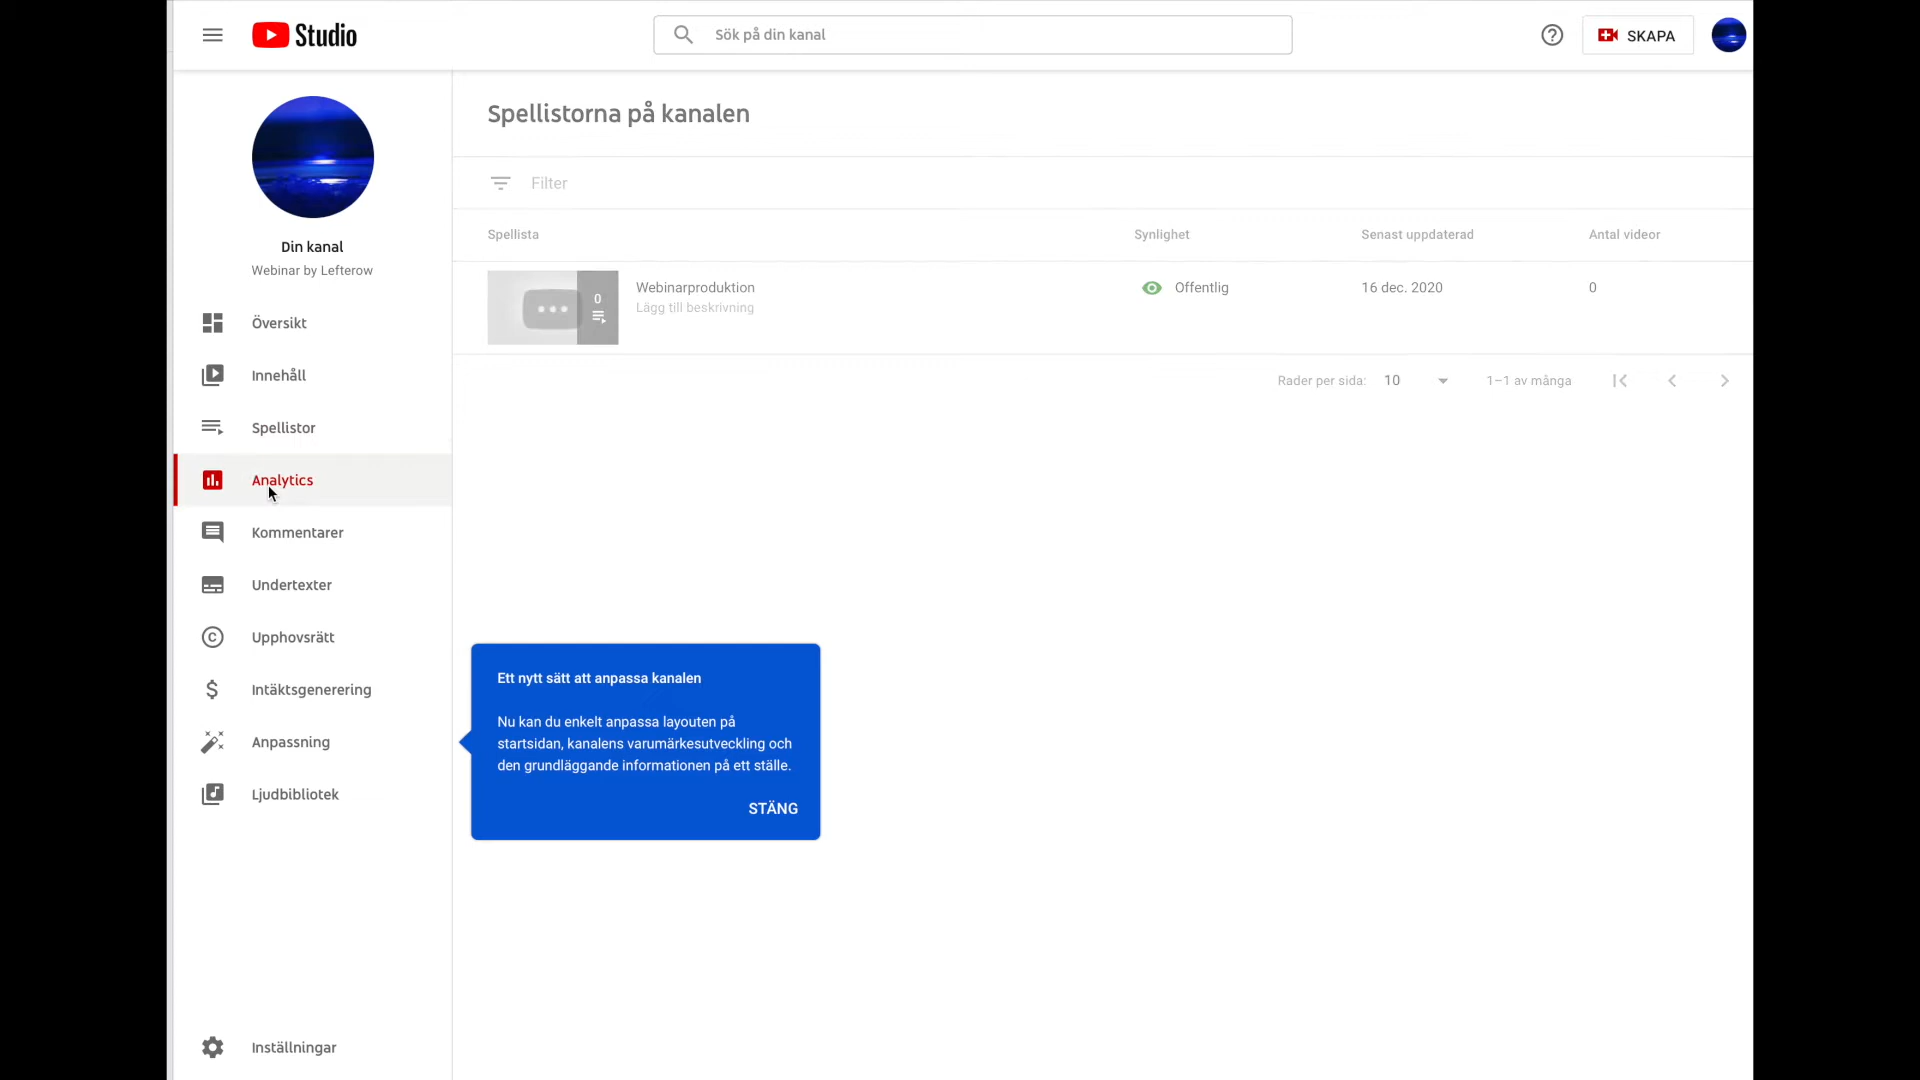 Studio
Sök på din kanal
SKAPA
Din kanal
Webinar by Lefterow
Översikt
Innehåll
Spellistor
Analytics
Kommentarer
Undertexter
Upphovsrätt
Intäktsgenerering
Anpassning
Ljudbibliotek
Inställningar
Spellistorna på kanalen
Filter
Spellista Synlighet Senast uppdaterad Antal videor
0
Webinarproduktion Offentlig 16 dec. 2020 0
Lägg till beskrivning
Rader per sida: 10 1–1 av många
Ett nytt sätt att anpassa kanalen
Nu kan du enkelt anpassa layouten på
startsidan, kanalens varumärkesutveckling och
den grundläggande informationen på ett ställe.
STÄNG